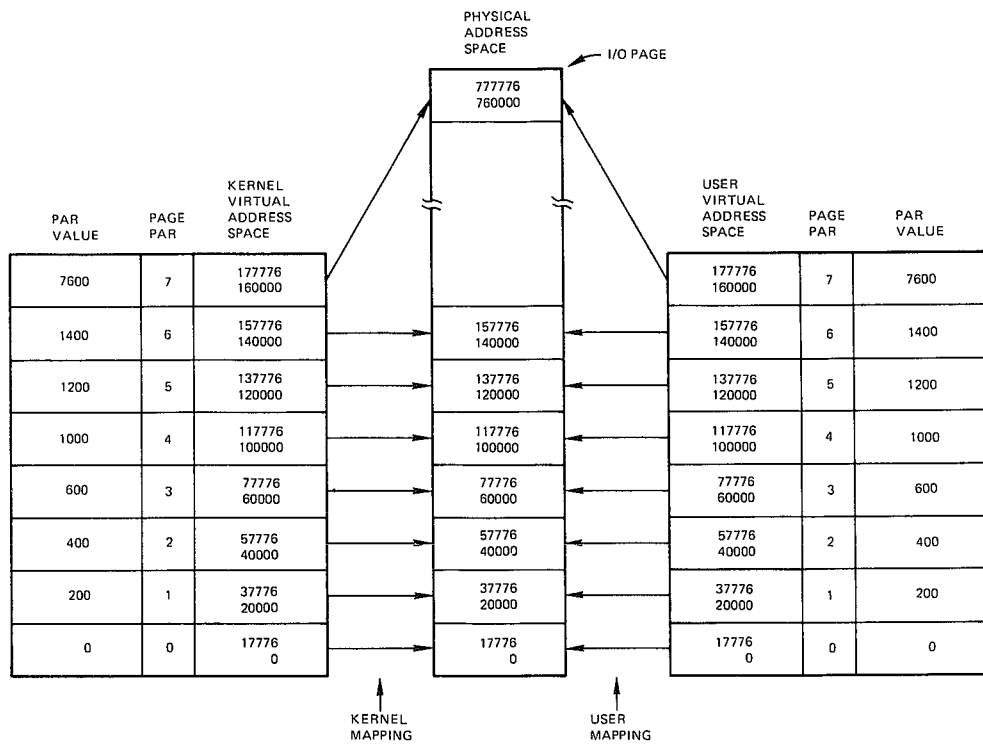 PHYSICAL
ADDRESS
SPACE
I/O PAGE
777776
760000
KERNEL
VIRTUAL
ADDRESS
SPACE
PAR
VALUE
PAGE
PAR
USER
VIRTUAL
ADDRESS
SPACE
PAGE
PAR
PAR
VALUE
7600 7 177776
160000
177776
160000 7 7600
1400 6 157776
140000
157776
140000
157776
140000 6 1400
1200 5 137776
120000
137776
120000
137776
120000 5 1200
1000 4 117776
100000
117776
100000
117776
100000 4 1000
600 3 77776
60000
77776
60000
77776
60000 3 600
400 2 57776
40000
57776
40000
57776
40000 2 400
200 1 37776
20000
37776
20000
37776
20000 1 200
0 0 17776
0
17776
0
17776
0 0 0
KERNEL
MAPPING
USER
MAPPING